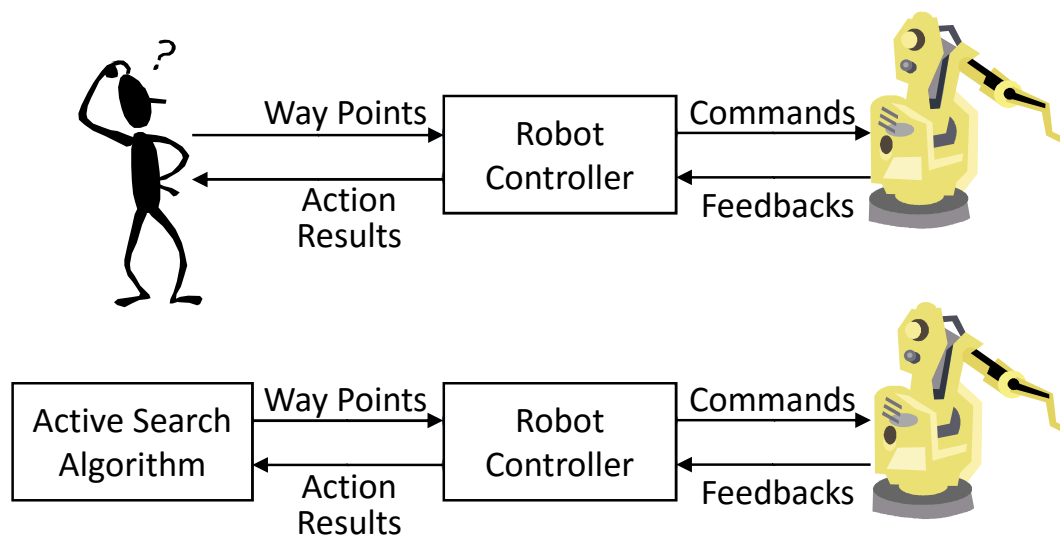 ?
Way Points
Action
Results
Robot
Controller
Commands
Feedbacks
Active Search
Algorithm
Way Points
Action
Results
Robot
Controller
Commands
Feedbacks